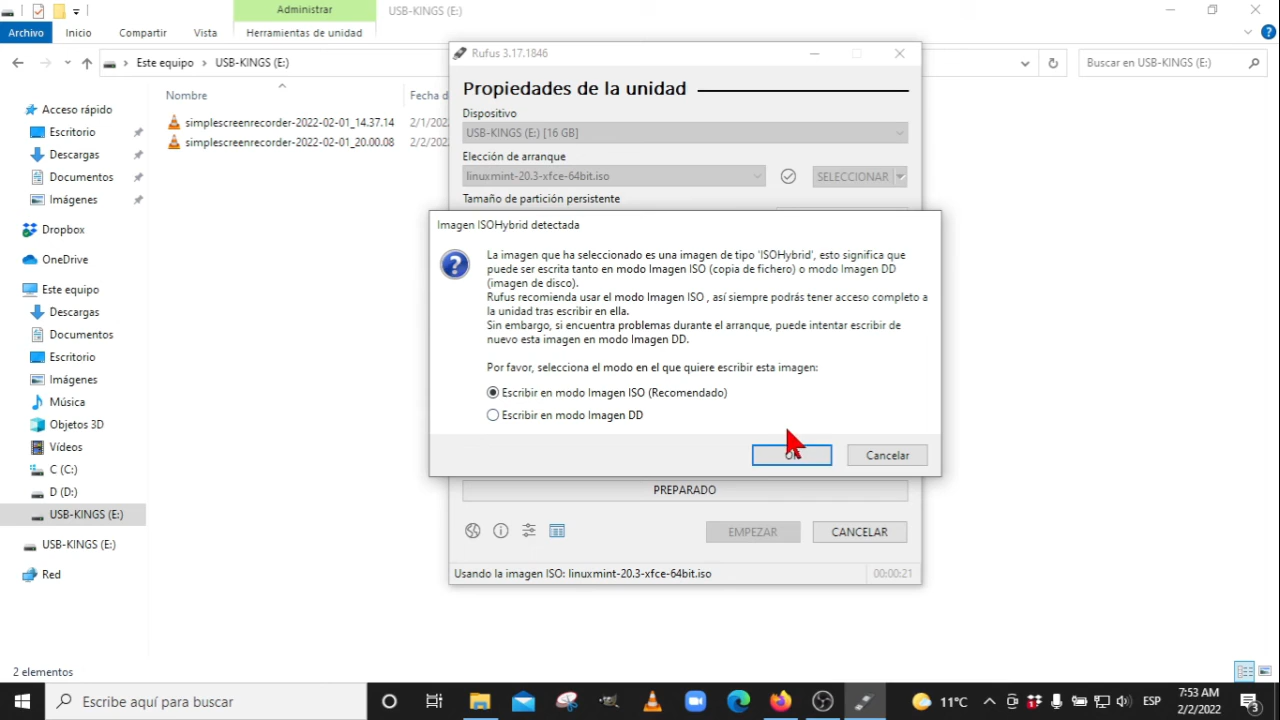 Administrar
USB-KINGS (E:)
Archivo
Inicio
Compartir
Vista
Herramientas de unidad
Este equipo
USB-KINGS (E:)
Buscar en USB-KINGS (E:)
Acceso rápido
Escritorio
Descargas
Documentos
Imágenes
Dropbox
OneDrive
Este equipo
Descargas
Documentos
Escritorio
Imágenes
Música
Objetos 3D
Vídeos
C (C:)
D (D:)
USB-KINGS (E:)
USB-KINGS (E:)
Red
Nombre
Fecha d
simplescreenrecorder-2022-02-01_14.37.14
2/1/202
simplescreenrecorder-2022-02-01_20.00.08
2/2/202
Rufus 3.17.1846
Propiedades de la unidad
Dispositivo
USB-KINGS (E:) [16 GB]
Elección de arranque
linuxmint-20.3-xfce-64bit.iso
SELECCIONAR
Tamaño de partición persistente
Imagen ISOHybrid detectada
La imagen que ha seleccionado es una imagen de tipo 'ISOHybrid', esto significa que
puede ser escrita tanto en modo Imagen ISO (copia de fichero) o modo Imagen DD
(imagen de disco).
Rufus recomienda usar el modo Imagen ISO , así siempre podrás tener acceso completo a
la unidad tras escribir en ella.
Sin embargo, si encuentra problemas durante el arranque, puede intentar escribir de
nuevo esta imagen en modo Imagen DD.
Por favor, selecciona el modo en el que quiere escribir esta imagen:
Escribir en modo Imagen ISO (Recomendado)
Escribir en modo Imagen DD
Cancelar
PREPARADO
EMPEZAR
CANCELAR
Usando la imagen ISO: linuxmint-20.3-xfce-64bit.iso
00:00:21
2 elementos
Escribe aquí para buscar
11°C
ESP
7:53 AM
2/2/2022
3